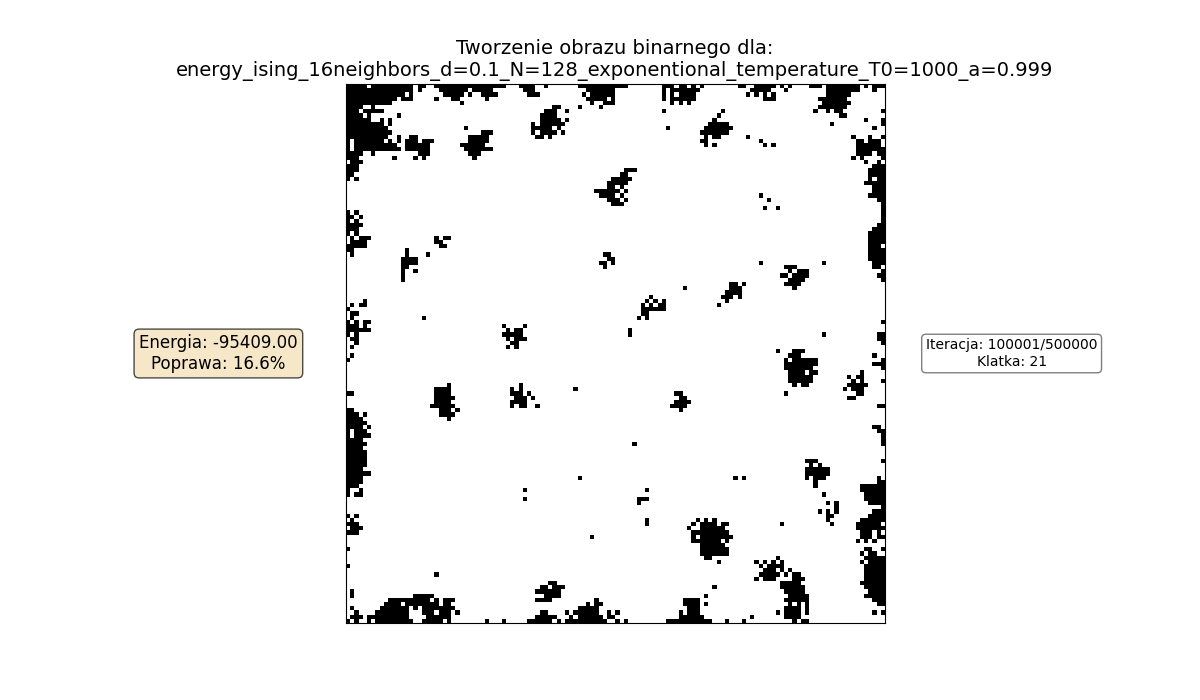 Tworzenie obrazu binarnego dla:
energy_ising_16neighbors_d=0.1_N=128_exponentional_temperature_T0=1000_a=0.999
Energia: -95409.00
Poprawa: 16.6%
Iteracja: 100001/500000
Klatka: 21